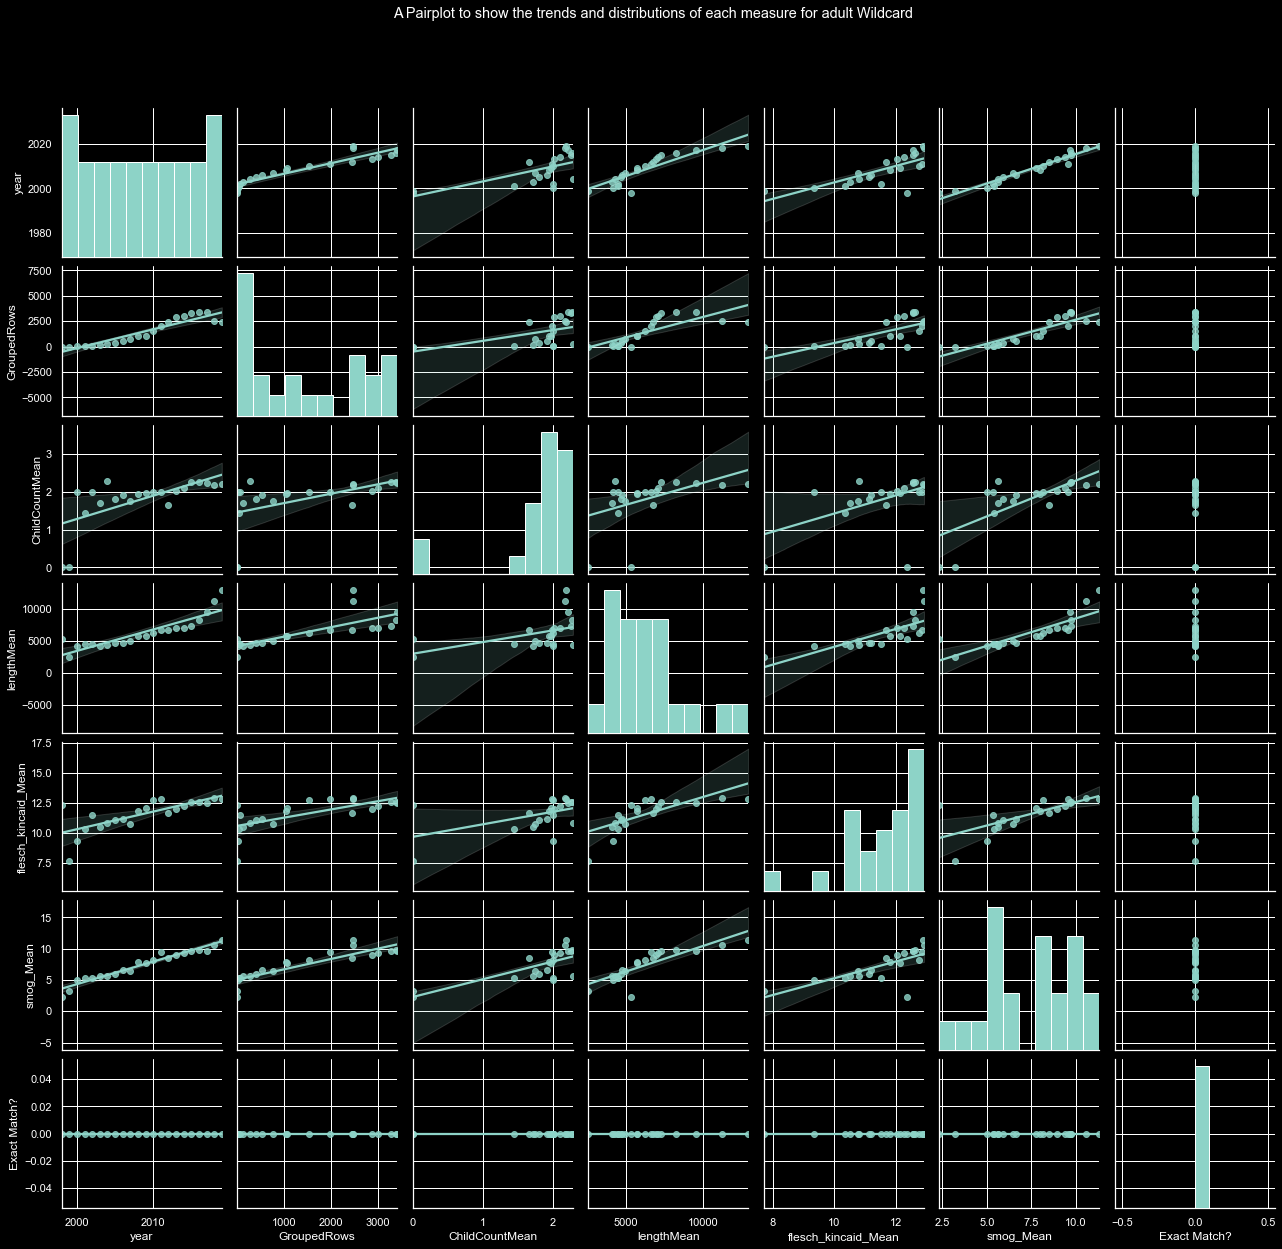 A Pairplot to show the trends and distributions of each measure for adult Wildcard
year
2020
2000
1980
GroupedRows
7500
5000
2500
0
−2500
−5000
ChildCountMean
3
2
1
0
lengthMean
10000
5000
0
−5000
flesch_kincaid_Mean
17.5
15.0
12.5
10.0
7.5
smog_Mean
15
10
5
0
−5
Exact Match?
0.04
0.02
0.00
−0.02
−0.04
2000 2010
1000 2000 3000
0 1 2
5000 10000
8 10 12
2.5 5.0 7.5 10.0
−0.5 0.0 0.5
year GroupedRows ChildCountMean lengthMean flesch_kincaid_Mean smog_Mean Exact Match?